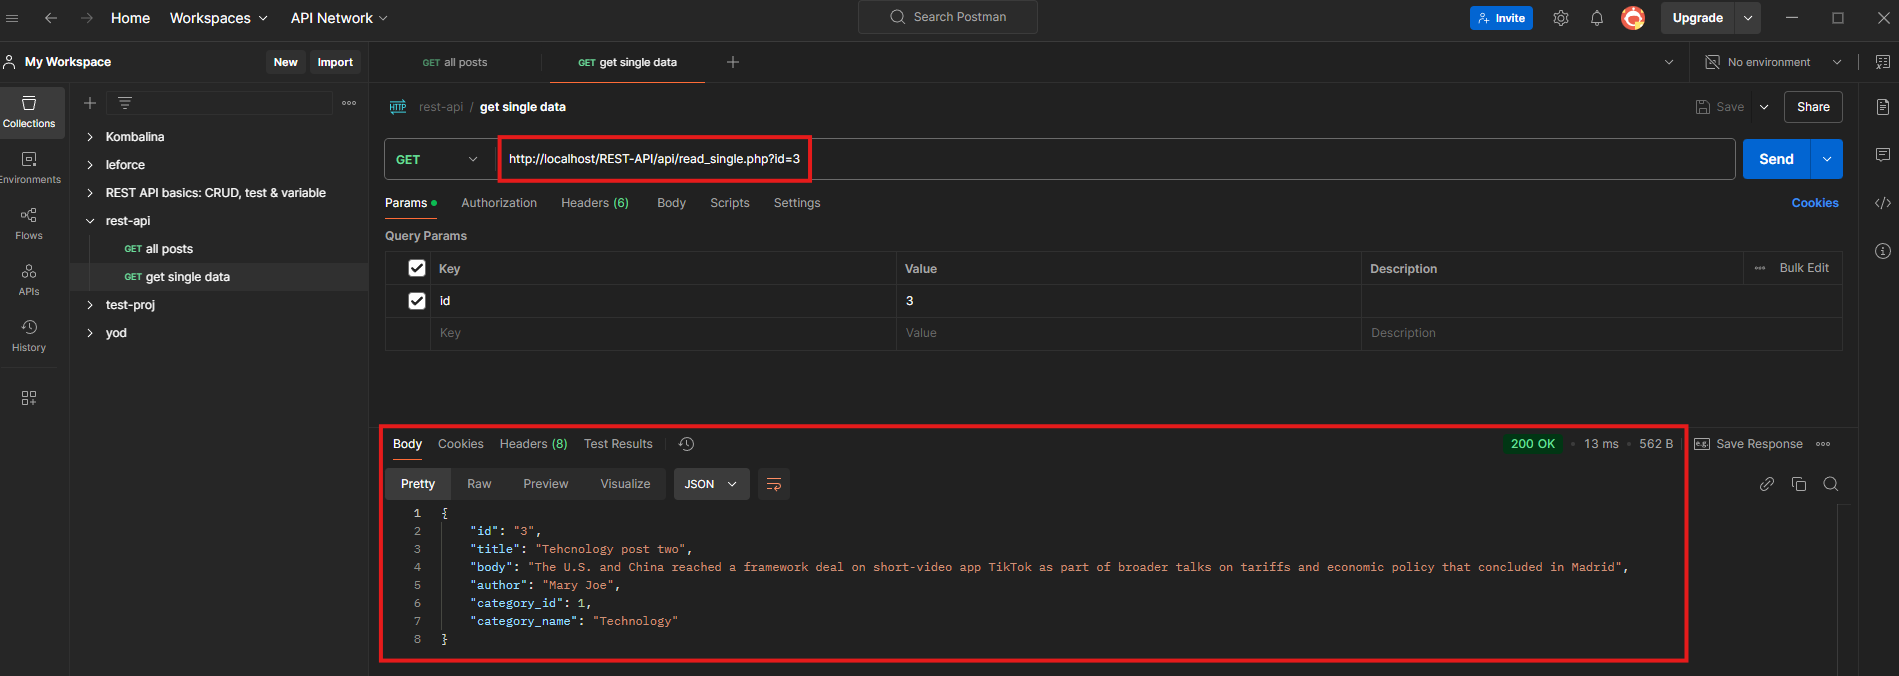 Home Workspaces API Network Search Postman Invite Upgrade
My Workspace New Import GET all posts GET get single data No environment
Collections
Environments
APIs
Flows
History
Kombalina
leforce
REST API basics: CRUD, test & variable
rest-api
GET all posts
GET get single data
test-proj
yod
HTTP rest-api / get single data Save Share
GET http://localhost/REST-API/api/read_single.php?id=3 Send
Params Authorization Headers (6) Body Scripts Settings Cookies
Query Params
Key Value Description Bulk Edit
id 3
Key Value Description
Body Cookies Headers (8) Test Results 200 OK • 13 ms • 562 B e.g. Save Response
Pretty Raw Preview Visualize JSON
1 {
2 "id": "3",
3 "title": "Tehcnology post two",
4 "body": "The U.S. and China reached a framework deal on short-video app TikTok as part of broader talks on tariffs and economic policy that concluded in Madrid",
5 "author": "Mary Joe",
6 "category_id": 1,
7 "category_name": "Technology"
8 }